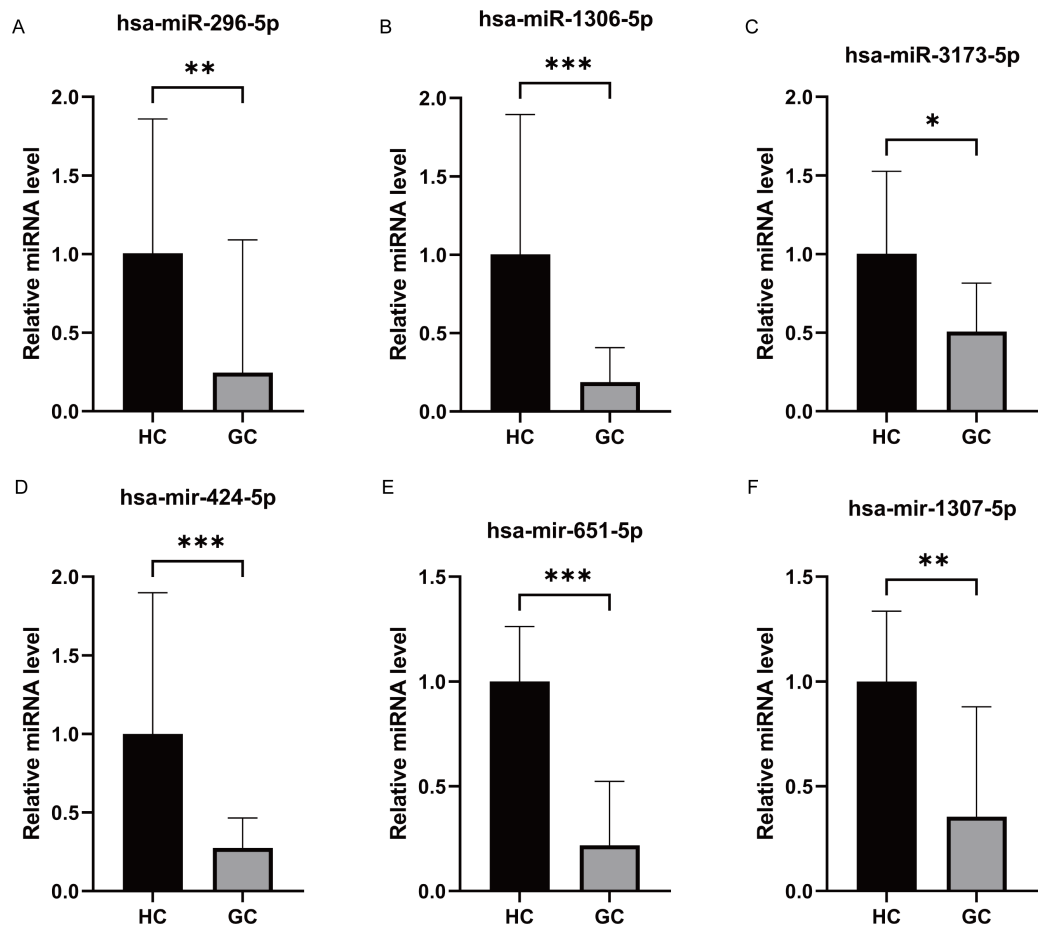 A
hsa-miR-296-5p
**
Relative miRNA level
2.0
1.5
1.0
0.5
0.0
HC GC
B
hsa-miR-1306-5p
***
Relative miRNA level
2.0
1.5
1.0
0.5
0.0
HC GC
C
hsa-miR-3173-5p
*
Relative miRNA level
2.0
1.5
1.0
0.5
0.0
HC GC
D
hsa-mir-424-5p
***
Relative miRNA level
2.0
1.5
1.0
0.5
0.0
HC GC
E
hsa-mir-651-5p
***
Relative miRNA level
1.5
1.0
0.5
0.0
HC GC
F
hsa-mir-1307-5p
**
Relative miRNA level
1.5
1.0
0.5
0.0
HC GC